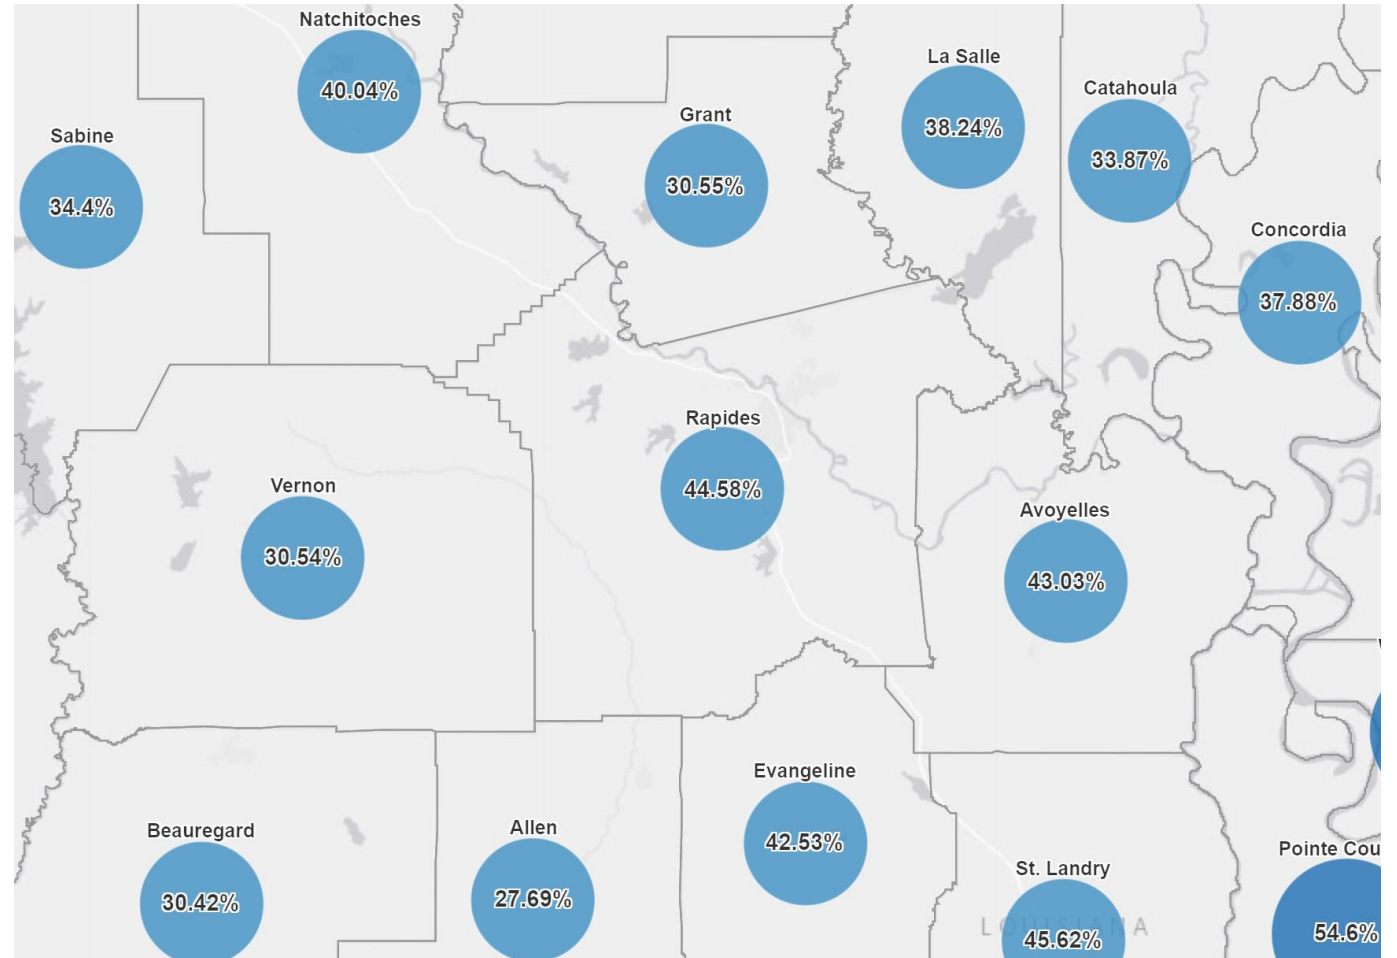 Natchitoches
40.04%
La Salle
38.24%
Catahoula
33.87%
Grant
30.55%
Sabine
34.4%
Concordia
37.88%
Rapides
44.58%
Vernon
30.54%
Avoyelles
43.03%
Evangeline
42.53%
Beauregard
30.42%
Allen
27.69%
St. Landry
LOUISIANA
45.62%
Pointe Cou
54.6%